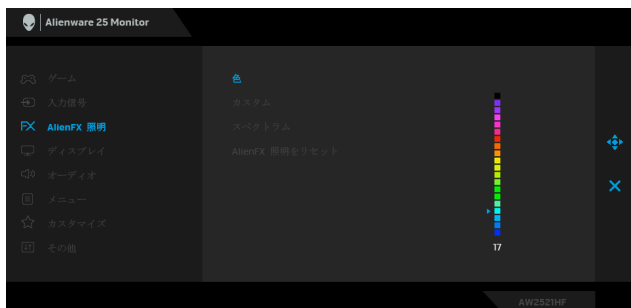 Alienware 25 Monitor
ゲーム
入力信号
FX AlienFX 照明
ディスプレイ
オーディオ
メニュー
カスタマイズ
その他
色
カスタム
スペクトラム
AlienFX 照明をリセット
17
AW2521HF